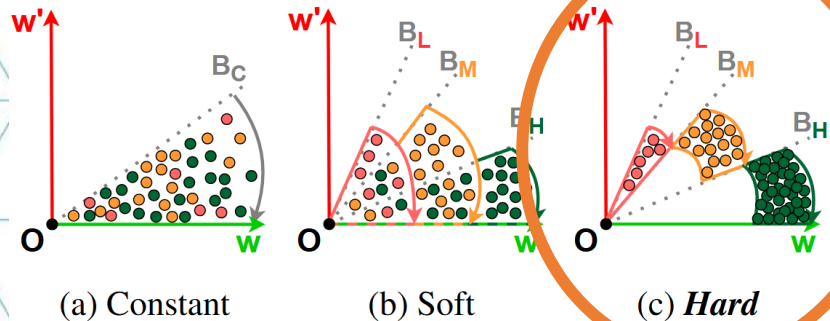 w' B_C O w
(a) Constant
w' B_L B_M B_H O w
(b) Soft
w' B_L B_M B_H O w
(c) Hard